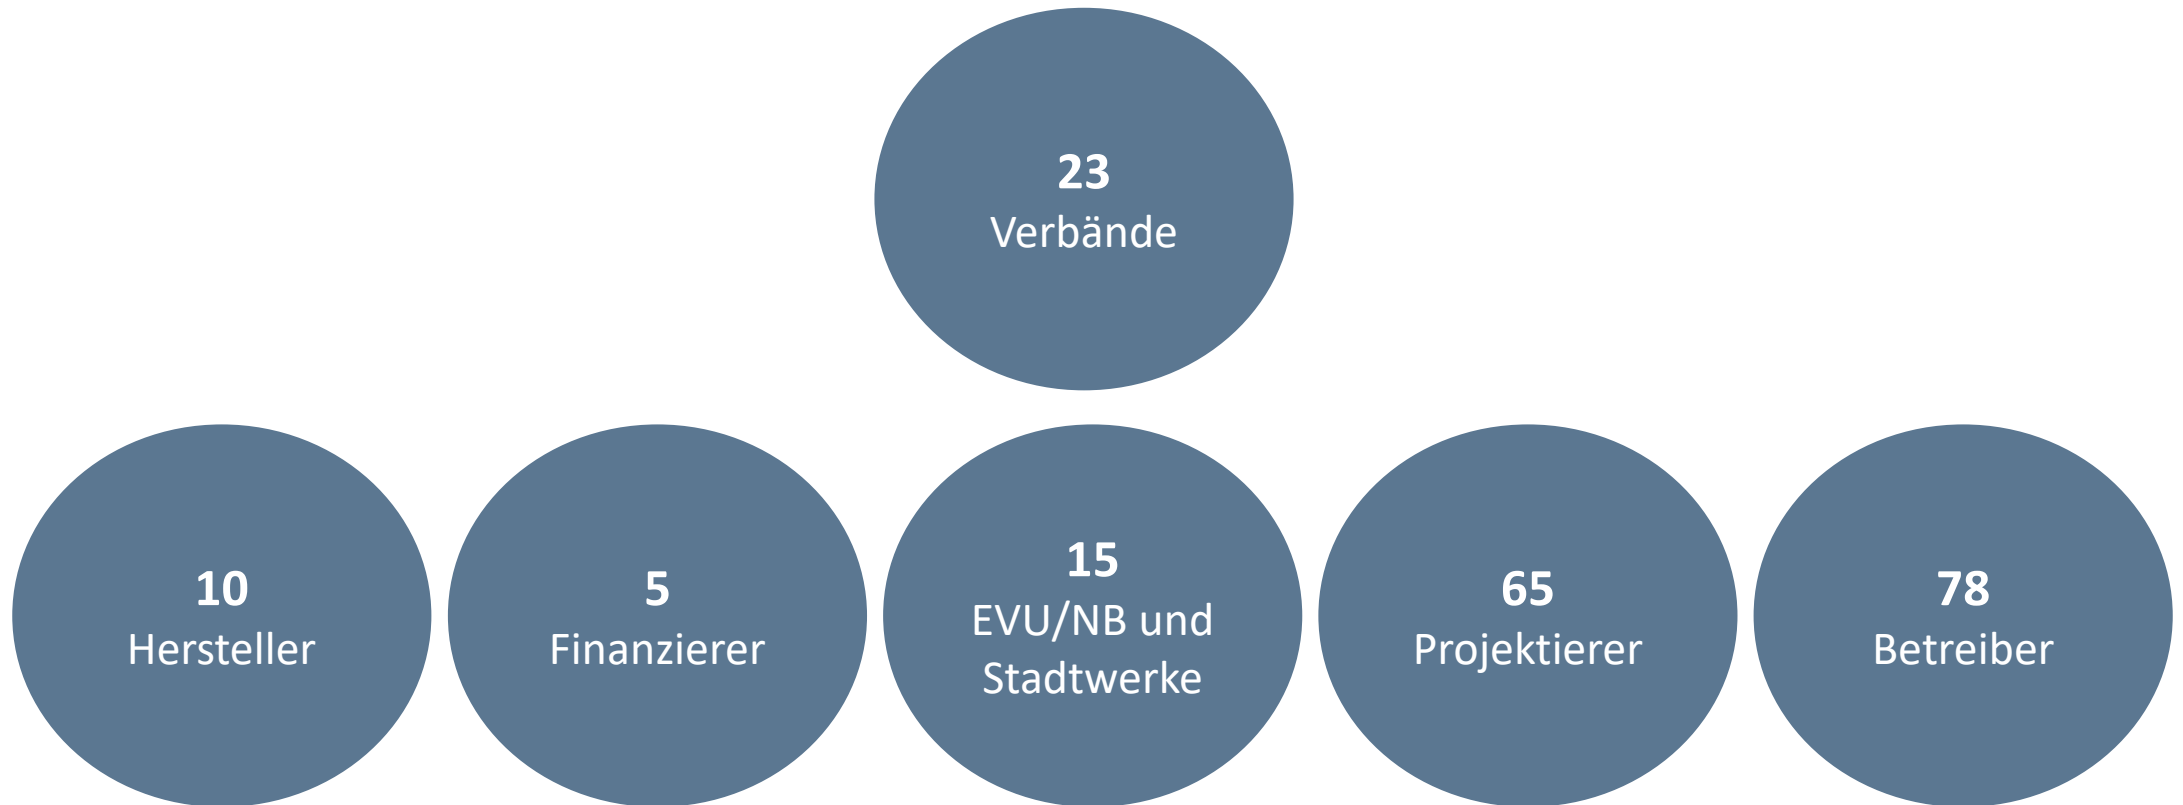 23
Verbände
10
Hersteller
5
Finanzierer
15
EVU/NB und
Stadtwerke
65
Projektierer
78
Betreiber